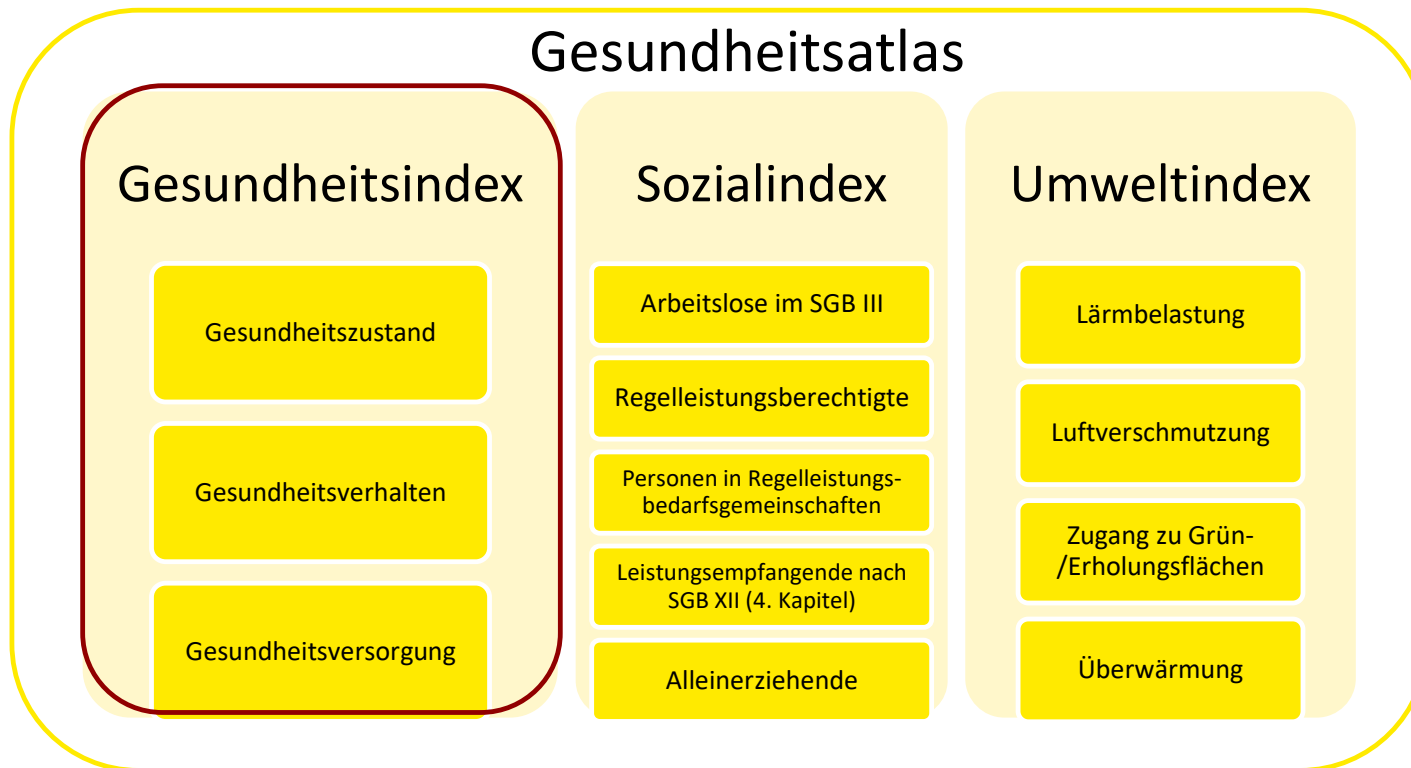 Gesundheitsatlas
Gesundheitsindex
Gesundheitszustand
Gesundheitsverhalten
Gesundheitsversorgung
Sozialindex
Arbeitslose im SGB III
Regelleistungsberechtigte
Personen in Regelleistungs-
bedarfsgemeinschaften
Leistungsempfangende nach
SGB XII (4. Kapitel)
Alleinerziehende
Umweltindex
Lärmbelastung
Luftverschmutzung
Zugang zu Grün-
/Erholungsflächen
Überwärmung